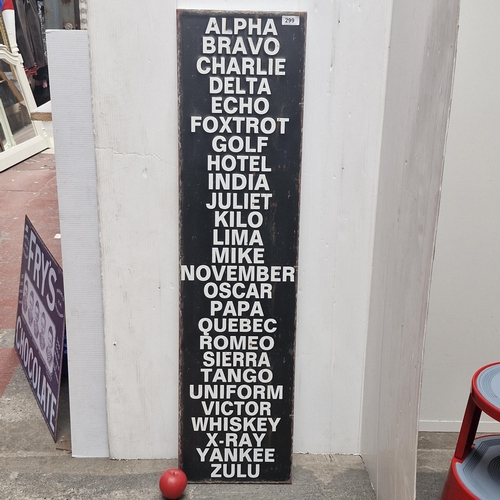 299
ALPHA
BRAVO
CHARLIE
DELTA
ECHO
FOXTROT
GOLF
HOTEL
INDIA
JULIET
KILO
LIMA
MIKE
NOVEMBER
OSCAR
PAPA
QUEBEC
ROMEO
SIERRA
TANGO
UNIFORM
VICTOR
WHISKEY
X-RAY
YANKEE
ZULU
FRY'S
CHOCOLATE